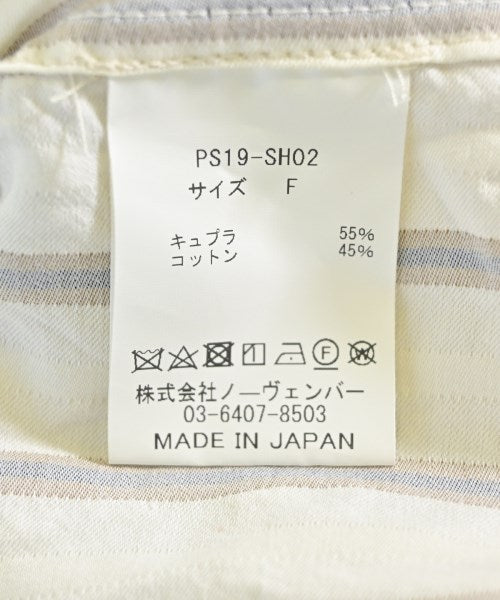 PS19-SH02
サイズ F
キュプラ 55%
コットン 45%
F W
株式会社ノーヴェンバー
03-6407-8503
MADE IN JAPAN